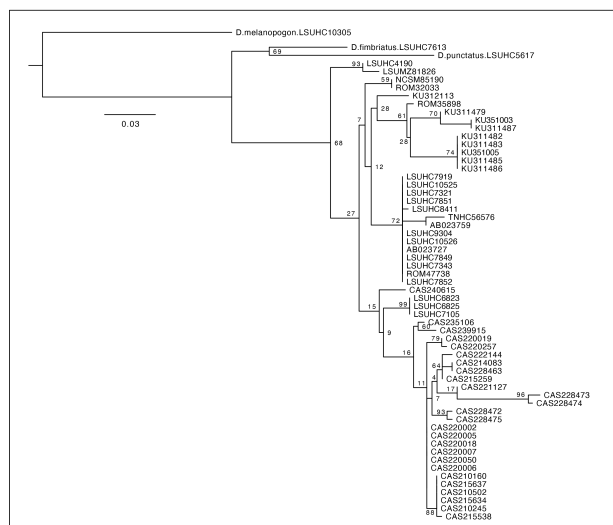 D.melanopogon.LSUHC10305
D.fimbriatus.LSUHC7613
69
D.punctatus.LSUHC5617
93
LSUHC4190
LSUMZ81826
59
NCSM85190
ROM32033
KU312113
28
ROM35898
7
61
70
KU311479
KU351003
KU311487
0.03
68
28
KU311482
KU311483
74
KU351005
KU311485
KU311486
12
LSUHC7919
LSUHC10525
LSUHC7321
LSUHC7851
LSUHC8411
27
72
TNHC56576
AB023759
LSUHC9304
LSUHC10526
AB023727
LSUHC7849
LSUHC7343
ROM47738
LSUHC7852
CAS240615
15
99
LSUHC6823
LSUHC6825
LSUHC7105
9
CAS235106
60
CAS239915
16
79
CAS220019
CAS220257
CAS222144
64
CAS214083
CAS228463
4
CAS215259
11
17
CAS221127
7
96
CAS228473
CAS228474
93
CAS228472
CAS228475
CAS220002
CAS220005
CAS220018
CAS220007
CAS220050
CAS220006
CAS210160
CAS215637
CAS210502
CAS215634
CAS210245
88
CAS215538